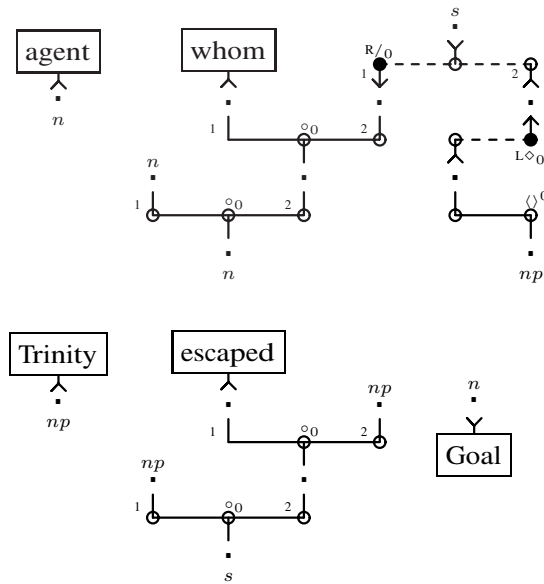 s
agent whom R/0
1 2
n
∘0
1 2
n L◇0
∘0 ⟨⟩0
1 2
n np
Trinity escaped
np np n
∘0
1 2 Goal
np
∘0
1 2
s